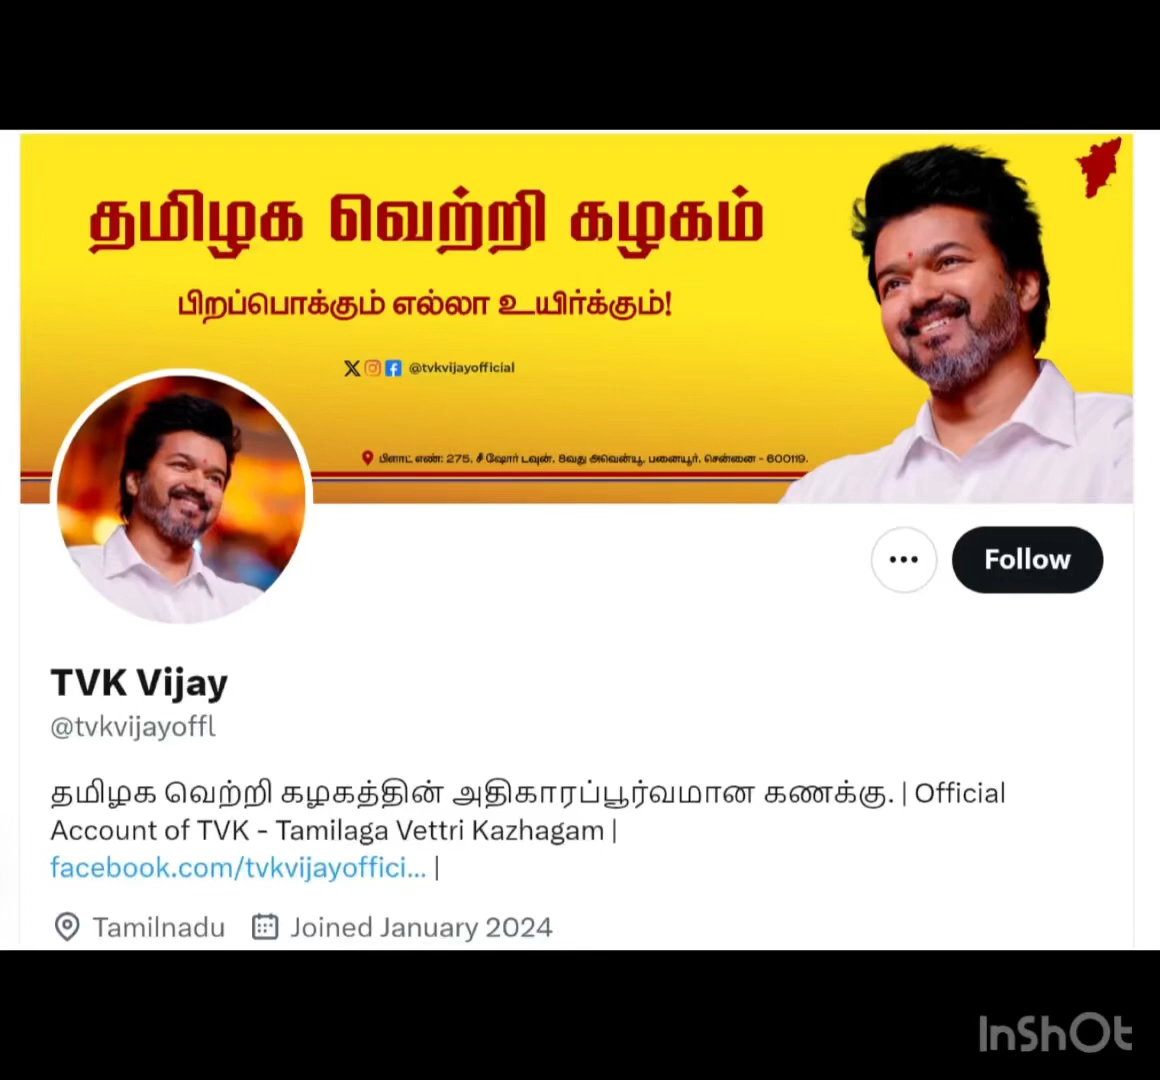 தமிழக வெற்றி கழகம்
பிறப்பொக்கும் எல்லா உயிர்க்கும்!
@tvkvijayofficial
பிளாட் எண்: 275, சீ ஷோர் டவுன், 8வது அவென்யூ, பனையூர், சென்னை - 600119.
Follow
TVK Vijay
@tvkvijayoffl
தமிழக வெற்றி கழகத்தின் அதிகாரப்பூர்வமான கணக்கு. | Official
Account of TVK - Tamilaga Vettri Kazhagam |
facebook.com/tvkvijayoffici... |
Tamilnadu Joined January 2024
InShOt